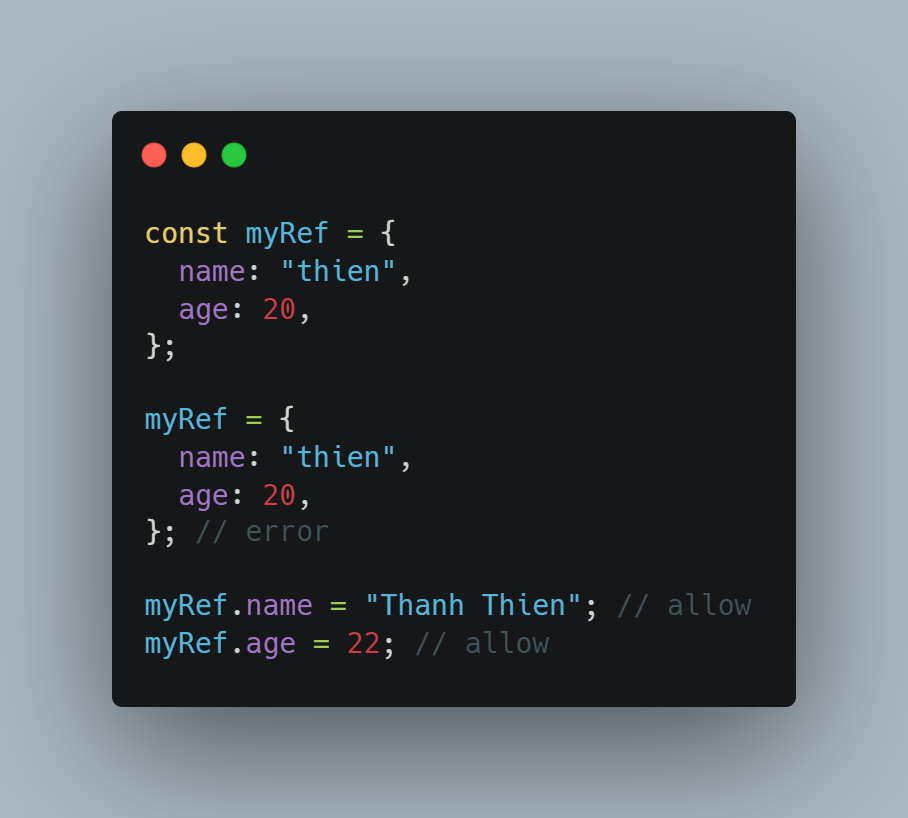 const myRef = {
  name: "thien",
  age: 20,
};

myRef = {
  name: "thien",
  age: 20,
}; // error

myRef.name = "Thanh Thien"; // allow
myRef.age = 22; // allow